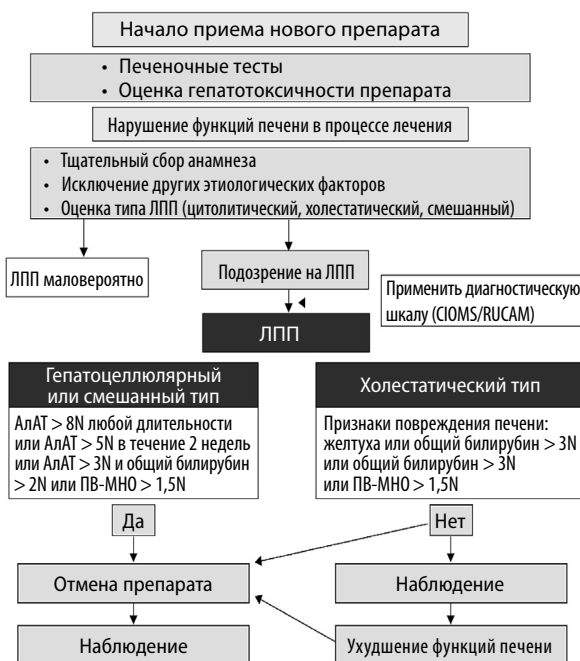 Начало приема нового препарата
• Печеночные тесты
• Оценка гепатотоксичности препарата
Нарушение функций печени в процессе лечения
• Тщательный сбор анамнеза
• Исключение других этиологических факторов
• Оценка типа ЛПП (цитолитический, холестатический, смешанный)
ЛПП маловероятно
Подозрение на ЛПП
Применить диагностическую
шкалу (CIOMS/RUCAM)
ЛПП
Гепатоцеллюлярный
или смешанный тип
АлАТ > 8N любой длительности
или АлАТ > 5N в течение 2 недель
или АлАТ > 3N и общий билирубин
> 2N или ПВ-МНО > 1,5N
Холестатический тип
Признаки повреждения печени:
желтуха или общий билирубин > 3N
или общий билирубин > 3N
или ПВ-МНО > 1,5N
Да
Нет
Отмена препарата
Наблюдение
Наблюдение
Ухудшение функций печени